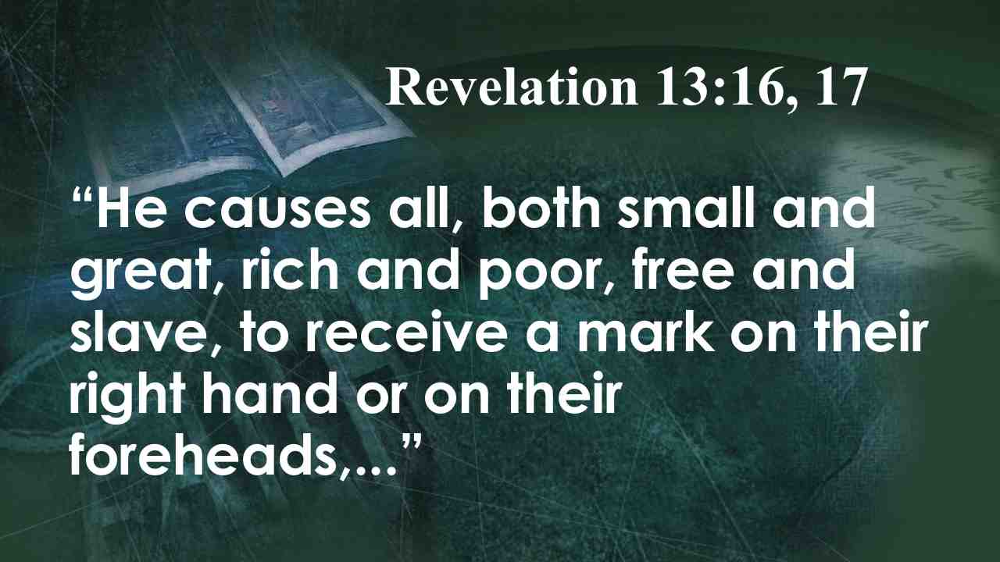 Revelation 13:16, 17
“He causes all, both small and
great, rich and poor, free and
slave, to receive a mark on their
right hand or on their
foreheads,...”